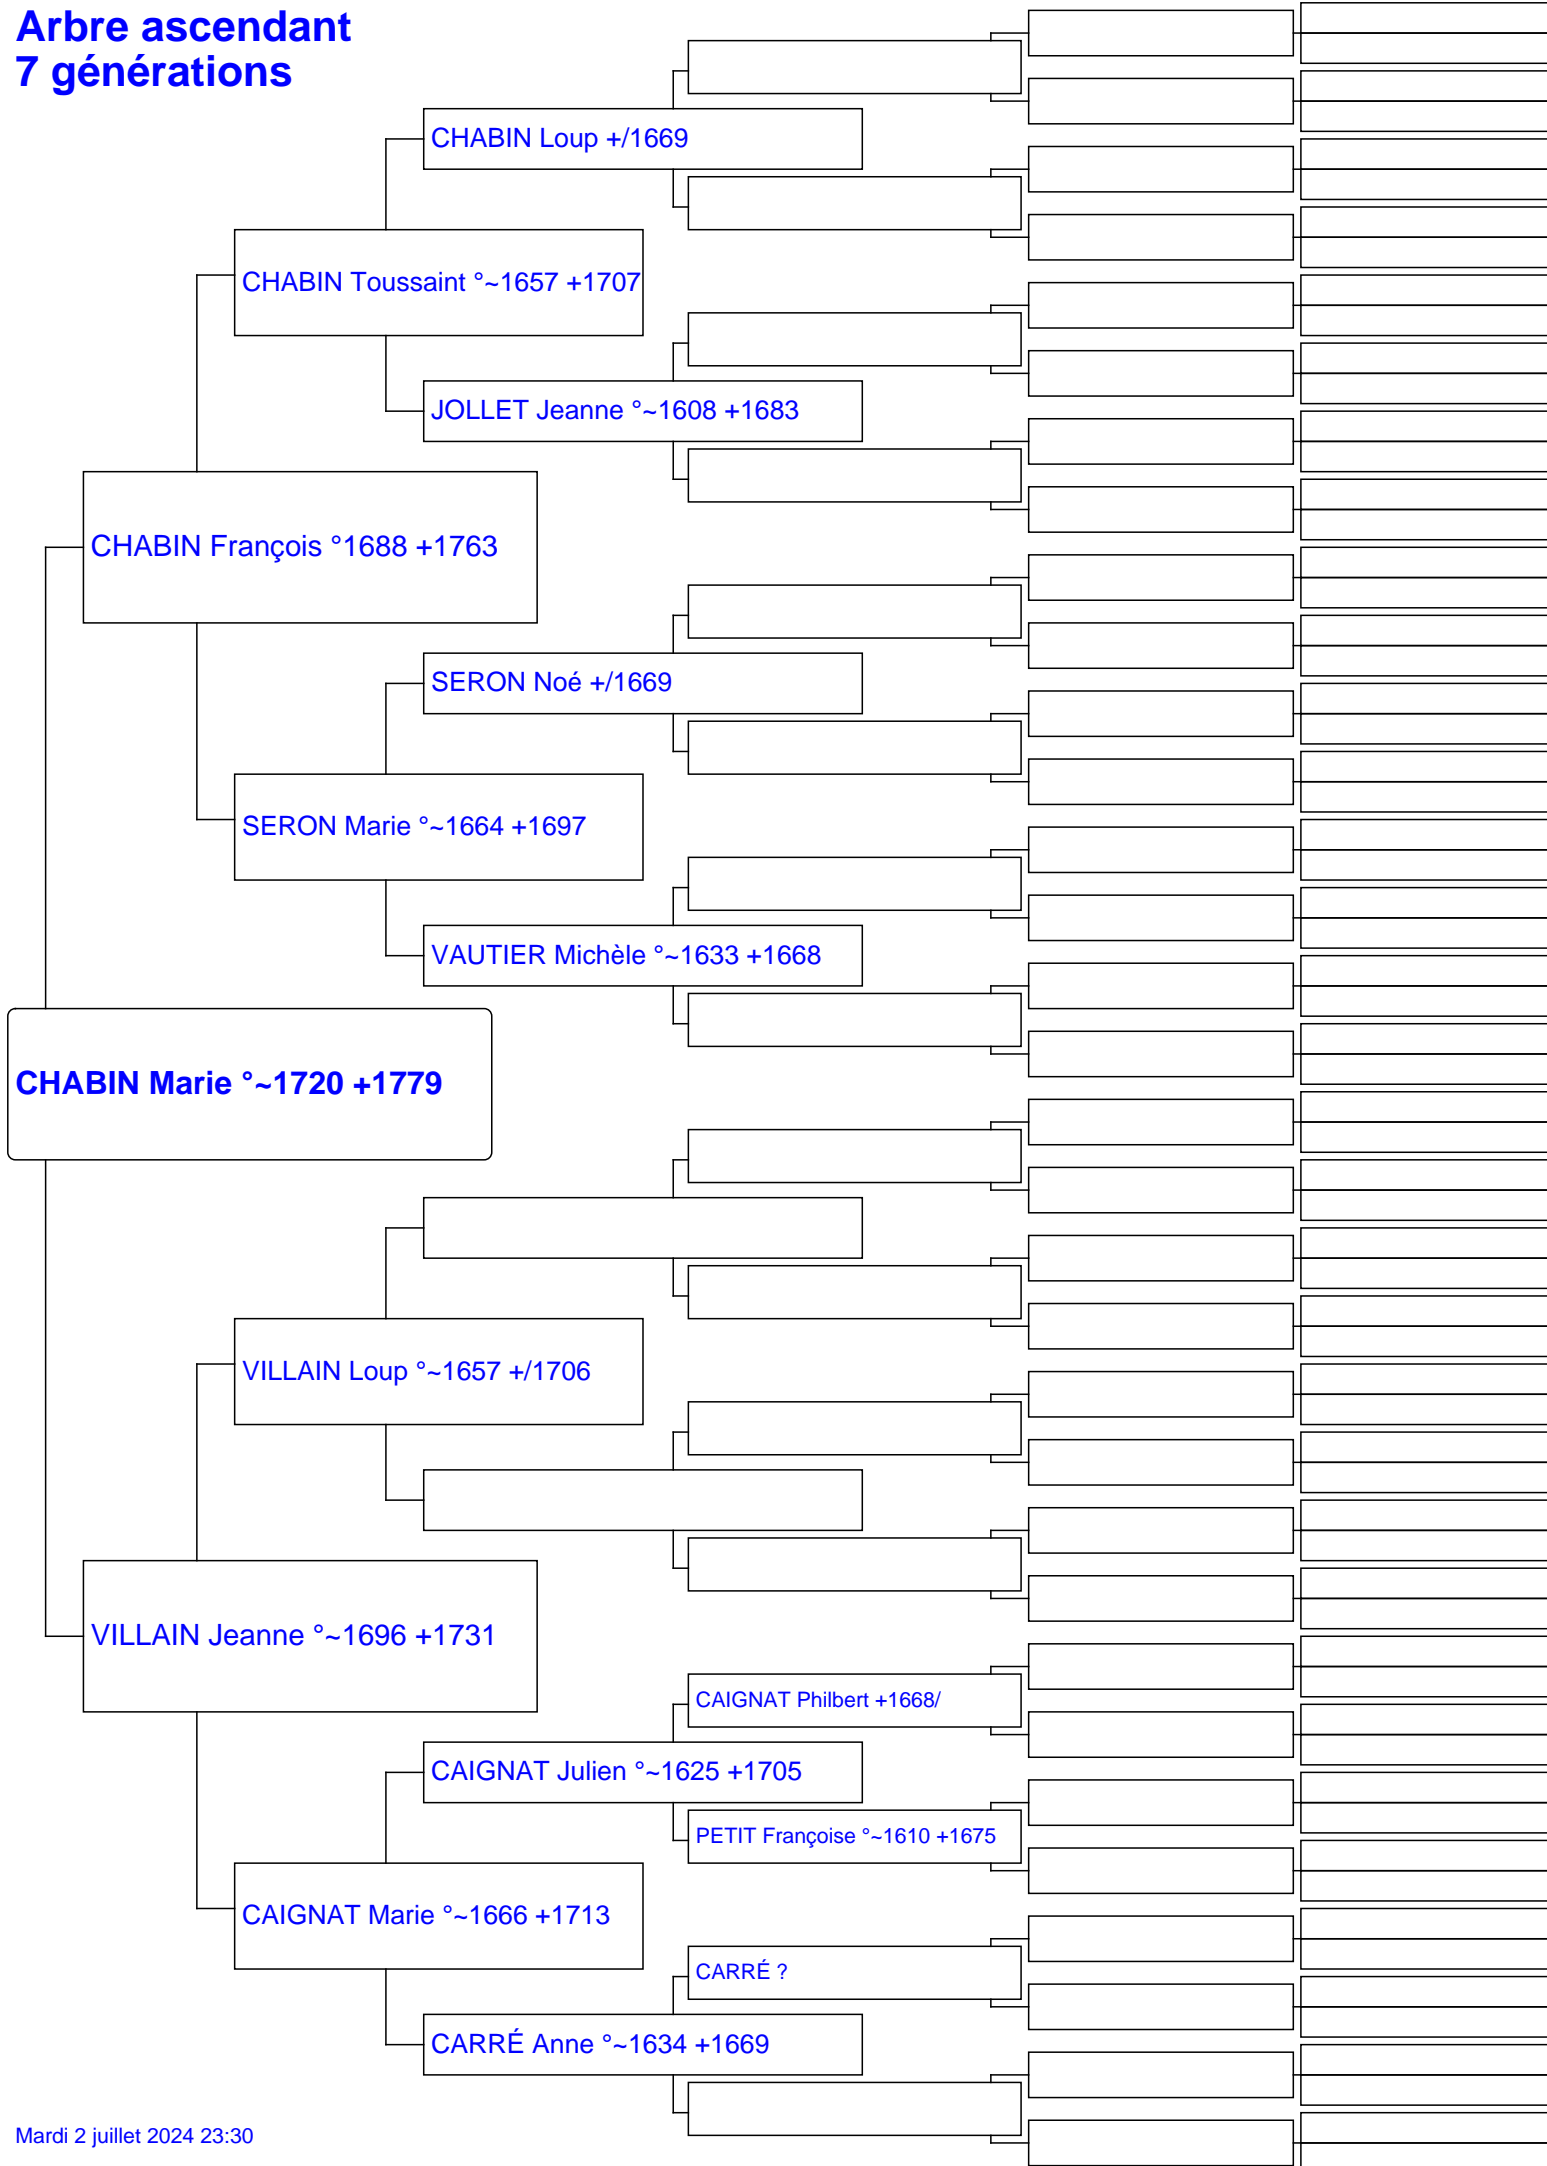 Arbre ascendant
7 générations
CHABIN Loup +/1669
CHABIN Toussaint °~1657 +1707
JOLLET Jeanne °~1608 +1683
CHABIN François °1688 +1763
SERON Noé +/1669
SERON Marie °~1664 +1697
VAUTIER Michèle °~1633 +1668
CHABIN Marie °~1720 +1779
VILLAIN Loup °~1657 +/1706
VILLAIN Jeanne °~1696 +1731
CAIGNAT Philbert +1668/
CAIGNAT Julien °~1625 +1705
PETIT Françoise °~1610 +1675
CAIGNAT Marie °~1666 +1713
CARRÉ ?
CARRÉ Anne °~1634 +1669
Mardi 2 juillet 2024 23:30